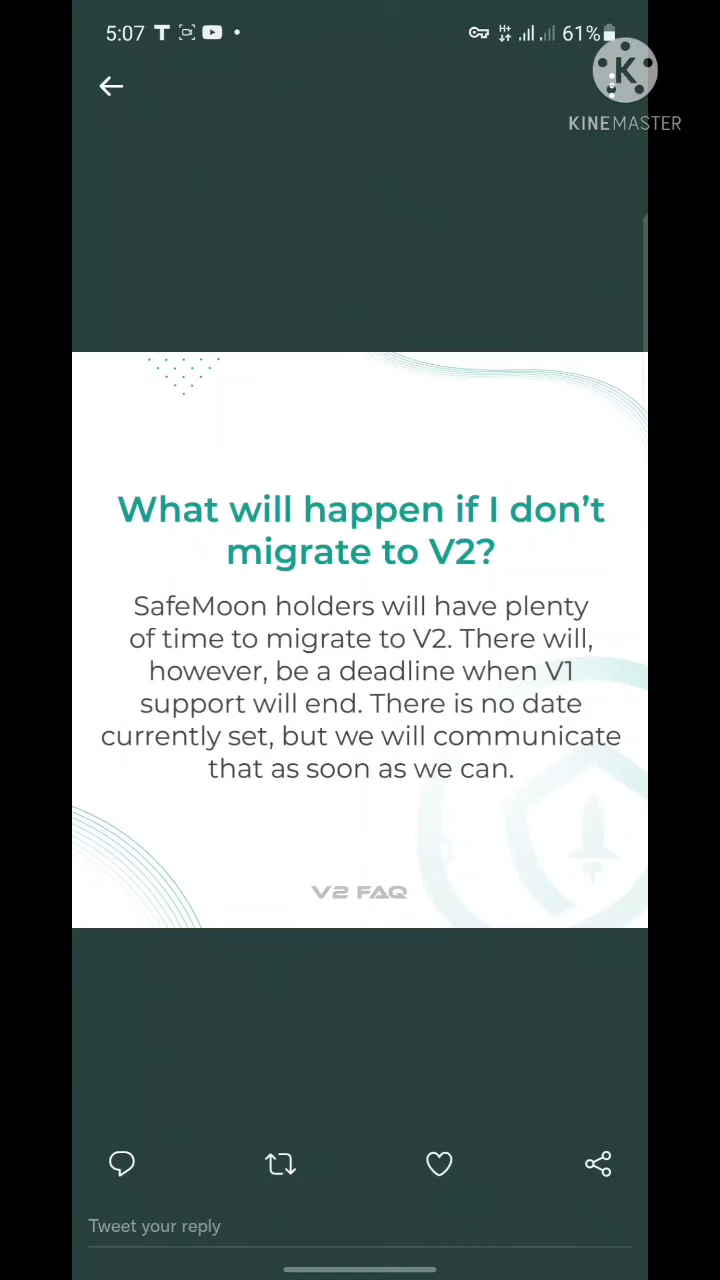 5:07 T
61%
K
KINEMASTER
What will happen if I don't
migrate to V2?
SafeMoon holders will have plenty
of time to migrate to V2. There will,
however, be a deadline when V1
support will end. There is no date
currently set, but we will communicate
that as soon as we can.
V2 FAQ
Tweet your reply